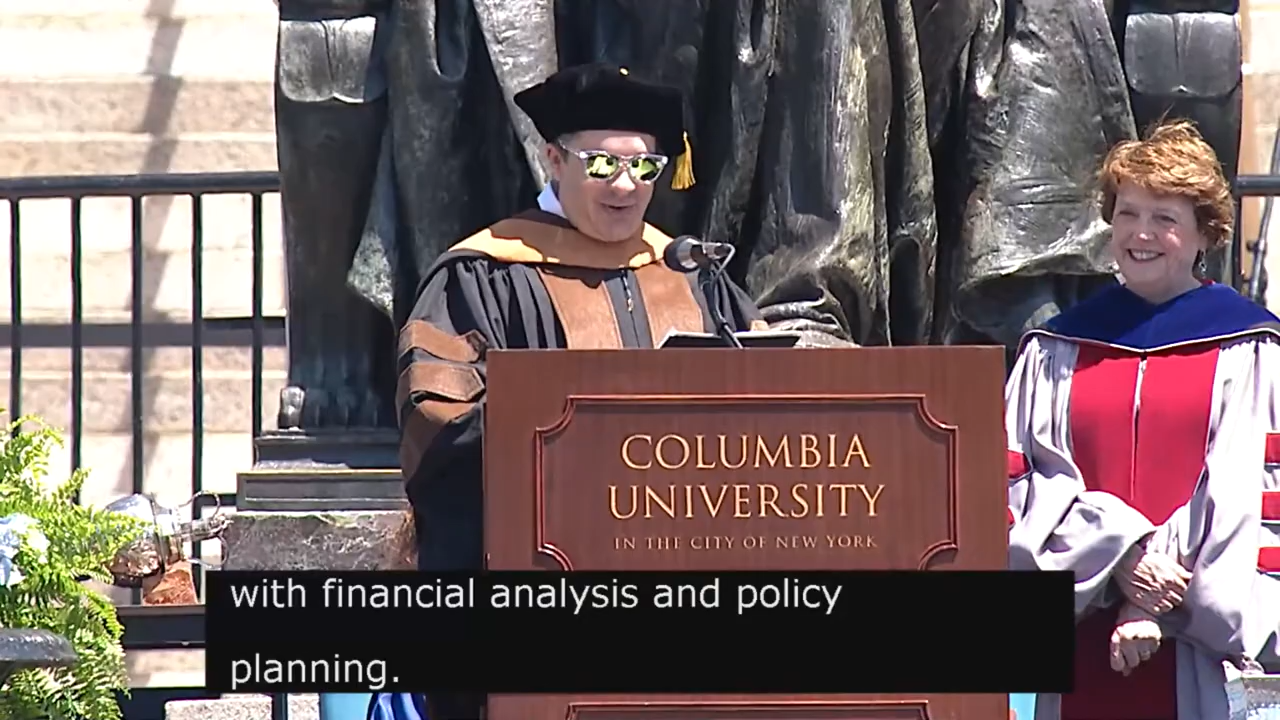 COLUMBIA
UNIVERSITY
IN THE CITY OF NEW YORK
with financial analysis and policy
planning.